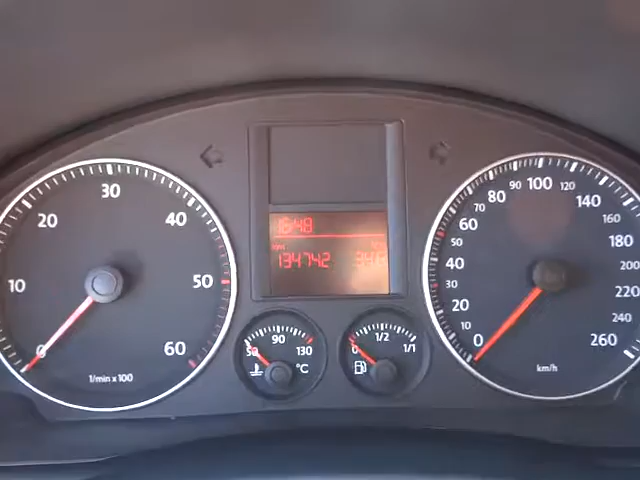 10 20 30 40 50 60
1/min x 100
16:48
km
134742
50 90 130
°C
0 1/2 1/1
0 10 20 30 40 50 60 70 80 90 100 120 140 160 180 200 220 240 260
km/h